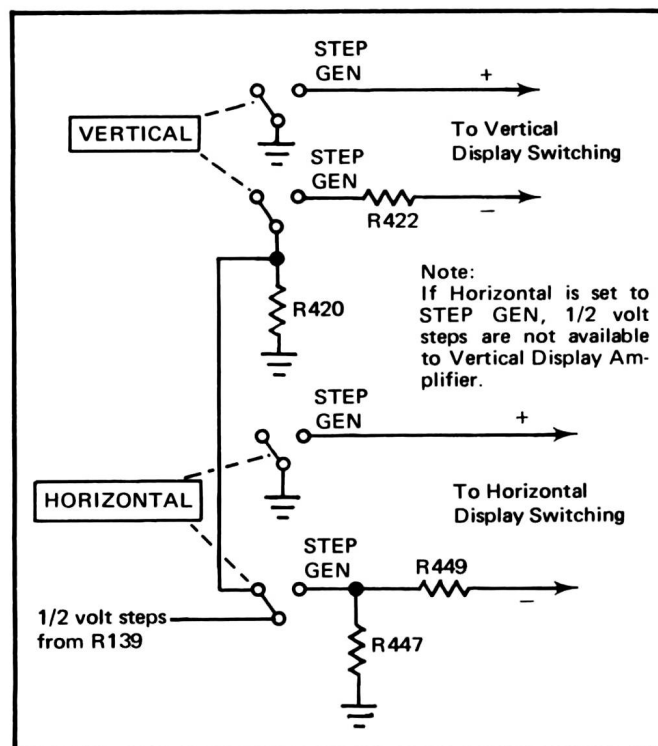 STEP
GEN
+
VERTICAL
To Vertical
Display Switching
STEP
GEN
R422
−
Note:
If Horizontal is set to
STEP GEN, 1/2 volt
steps are not available
to Vertical Display Am-
plifier.
R420
STEP
GEN
+
HORIZONTAL
To Horizontal
Display Switching
STEP
GEN
R449
−
1/2 volt steps
from R139
R447